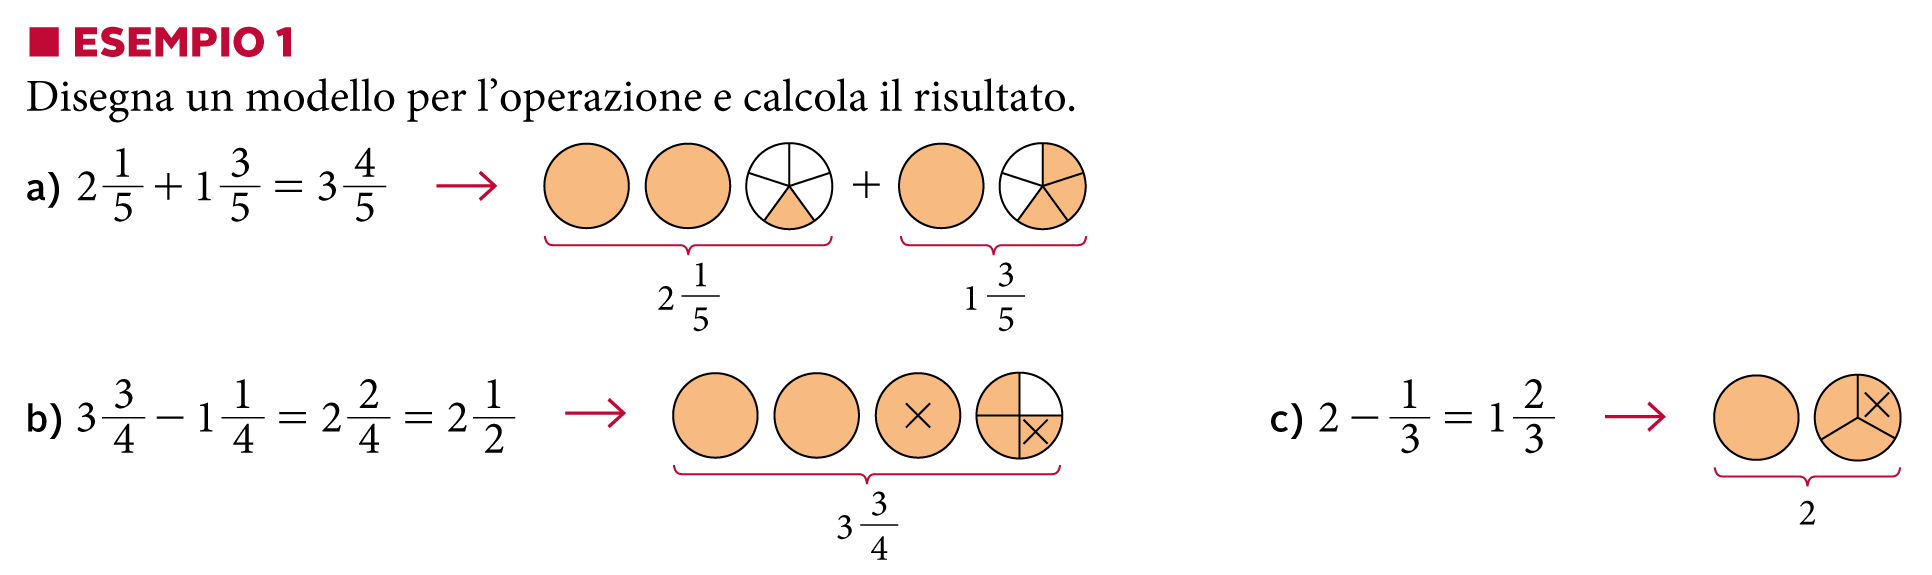 ESEMPIO 1
Disegna un modello per l’operazione e calcola il risultato.
a) 2 1/5 + 1 3/5 = 3 4/5 → +
2 1/5 1 3/5
b) 3 3/4 − 1 1/4 = 2 2/4 = 2 1/2 →
3 3/4
c) 2 − 1/3 = 1 2/3 →
2